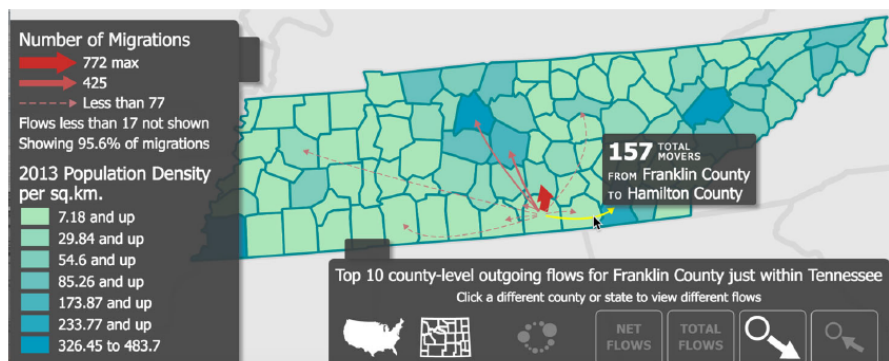 Number of Migrations
772 max
425
Less than 77
Flows less than 17 not shown
Showing 95.6% of migrations
2013 Population Density
per sq.km.
7.18 and up
29.84 and up
54.6 and up
85.26 and up
173.87 and up
233.77 and up
326.45 to 483.7
157 TOTAL
MOVERS
FROM Franklin County
TO Hamilton County
Top 10 county-level outgoing flows for Franklin County just within Tennessee
Click a different county or state to view different flows
NET
FLOWS
TOTAL
FLOWS